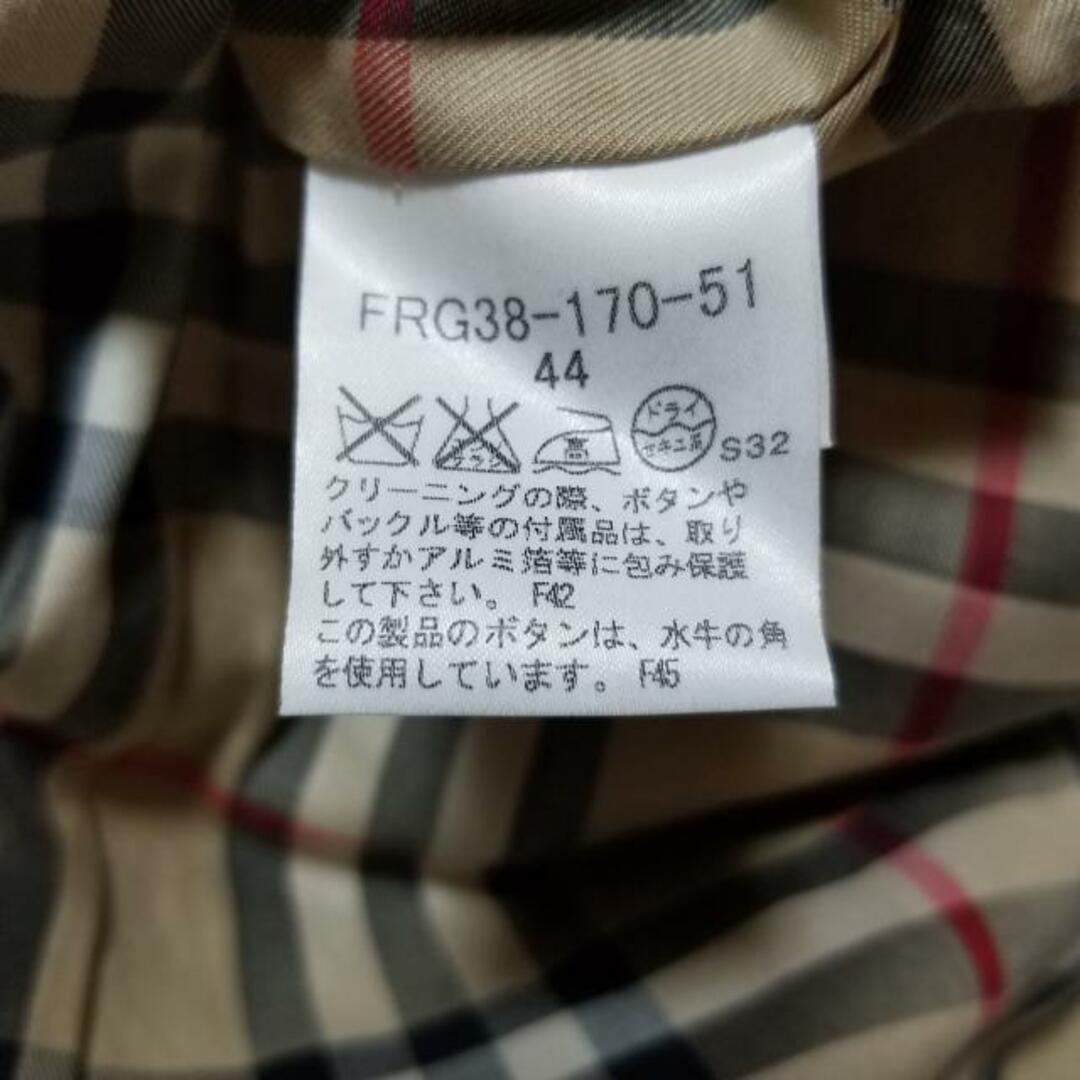 FRG38-170-51
44
高 ドライ セキユ系 S32
クリーニングの際、ボタンや
バックル等の付属品は、取り
外すかアルミ箔等に包み保護
して下さい。 F42
この製品のボタンは、水牛の角
を使用しています。 F45